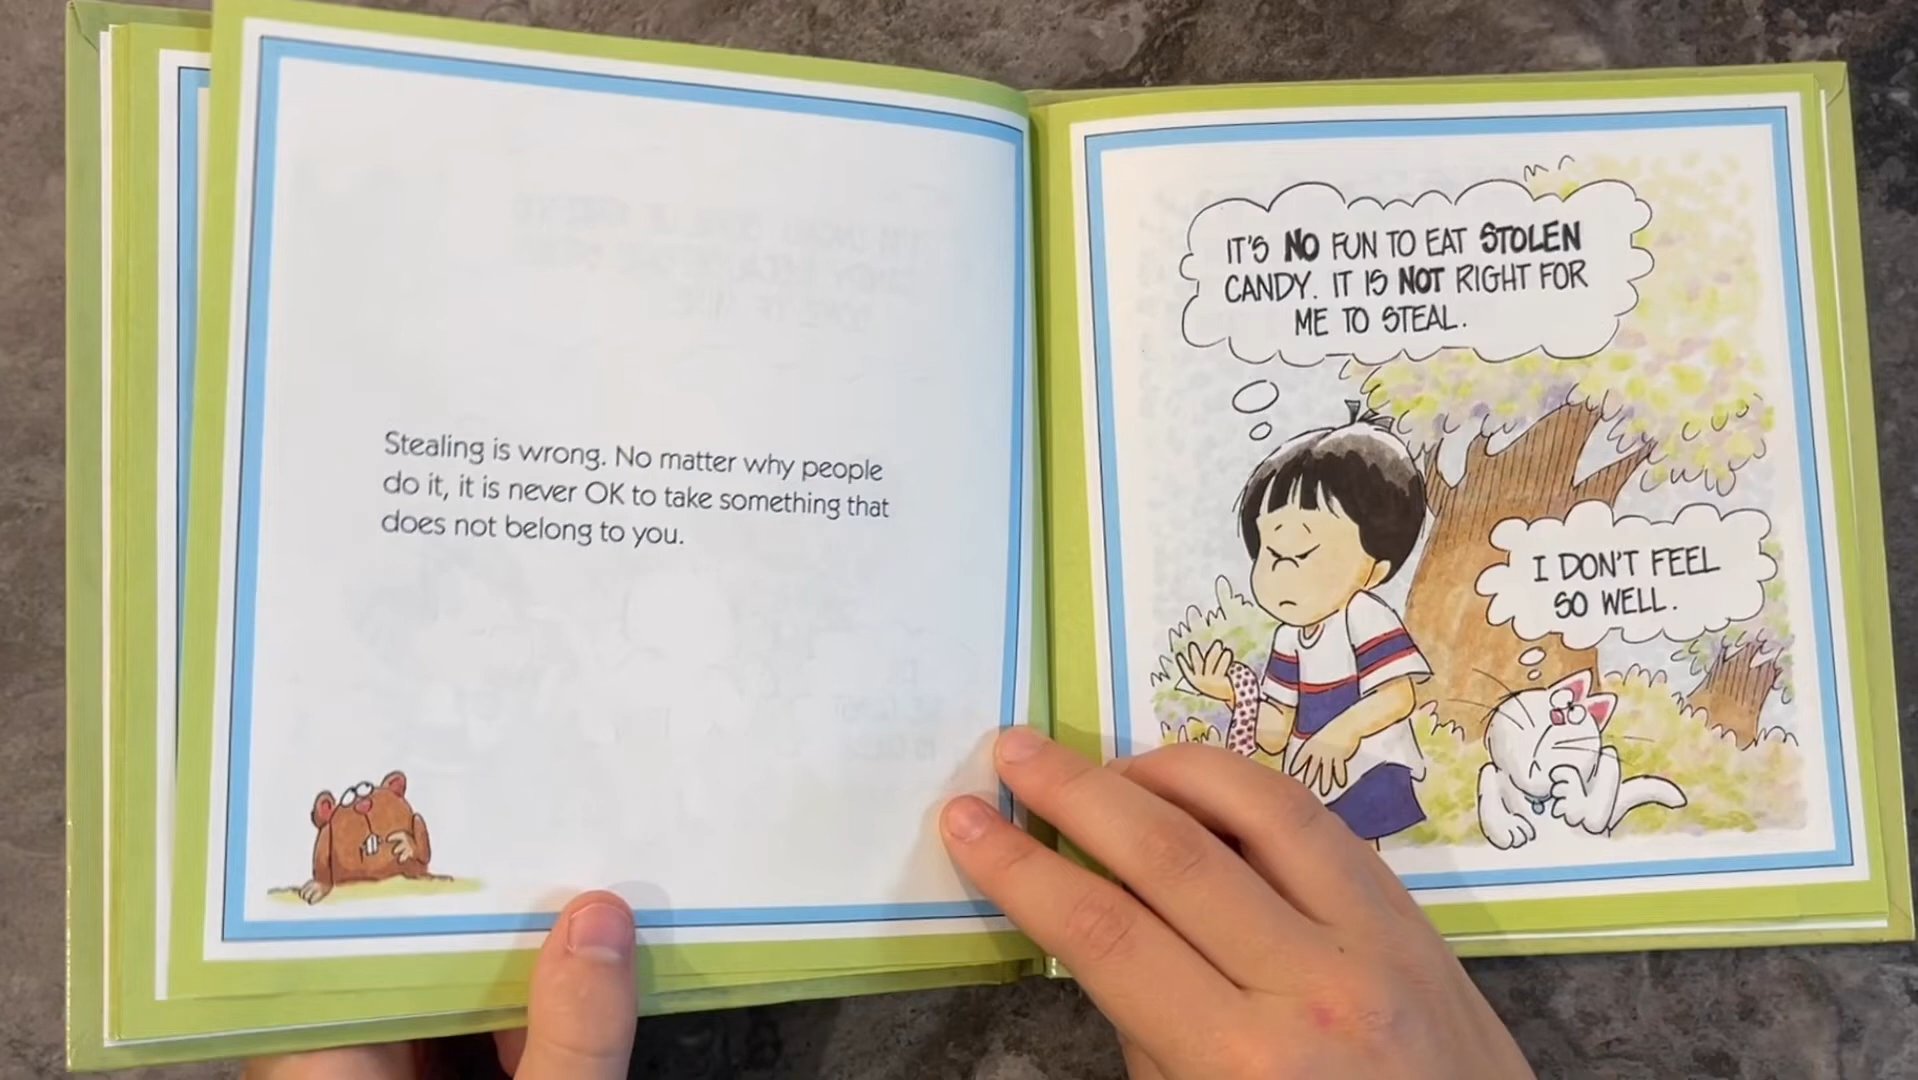 Stealing is wrong. No matter why people
do it, it is never OK to take something that
does not belong to you.
IT'S NO FUN TO EAT STOLEN
CANDY. IT IS NOT RIGHT FOR
ME TO STEAL.
I DON'T FEEL
SO WELL.